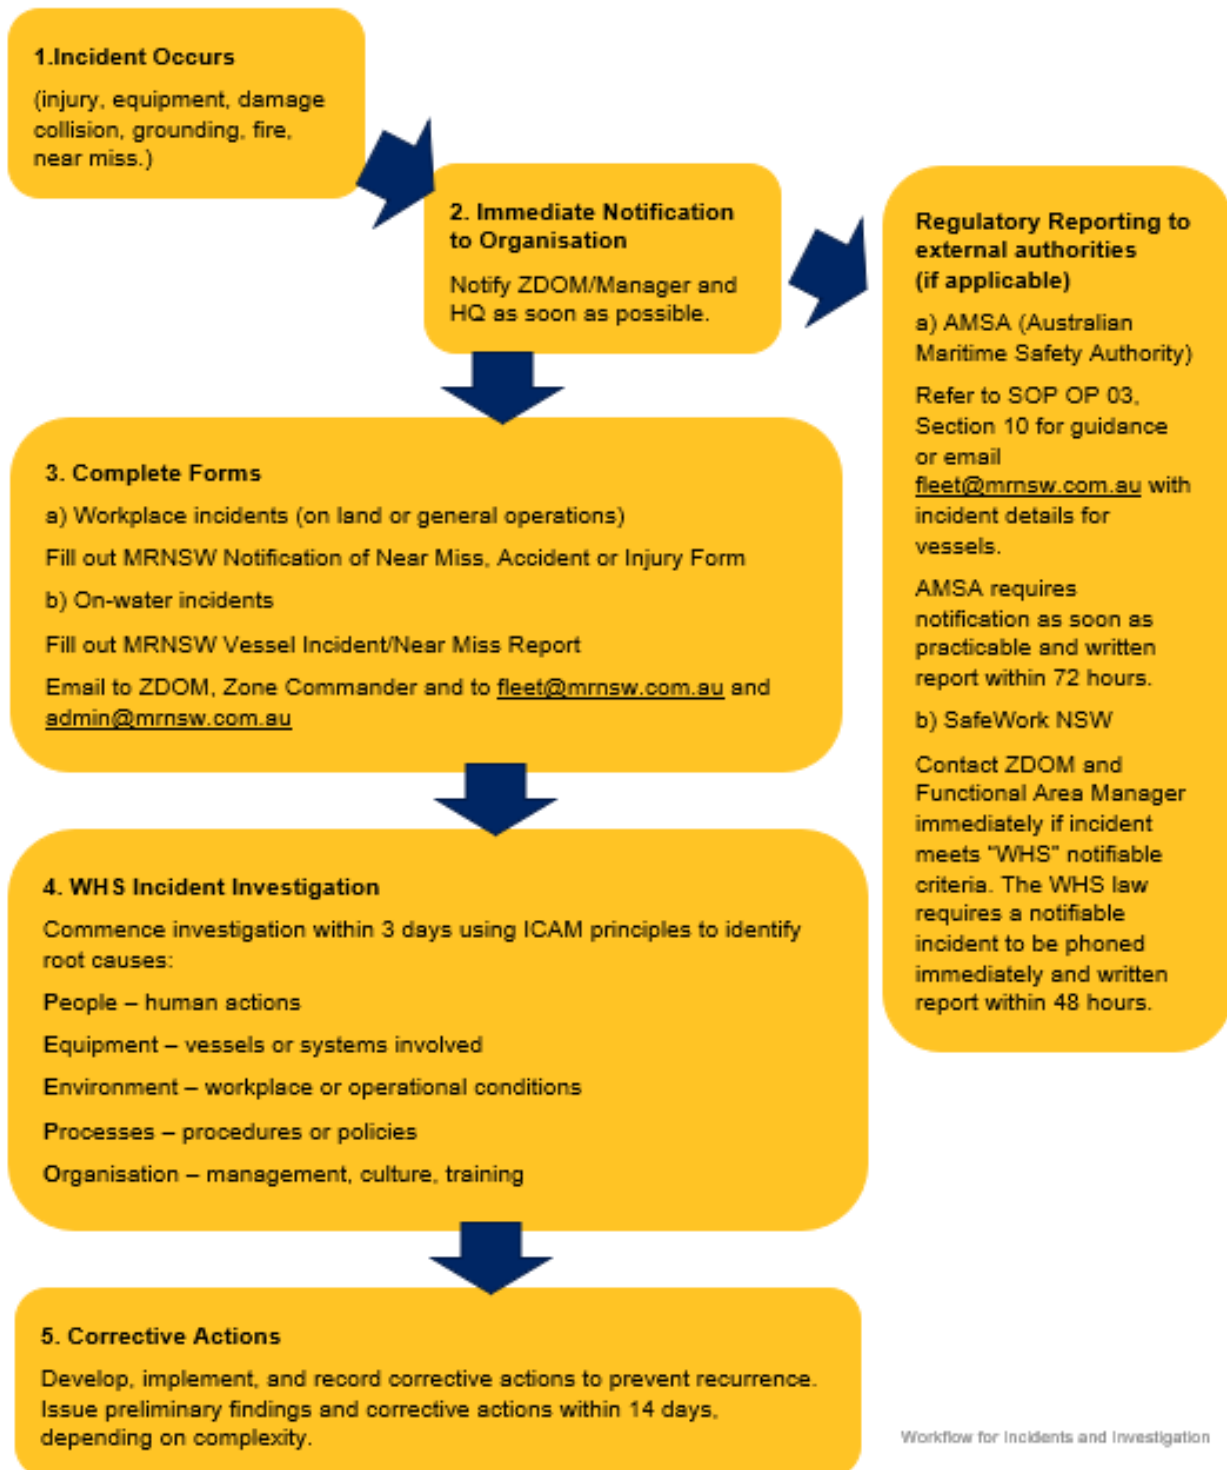 1.Incident Occurs
(injury, equipment, damage
collision, grounding, fire,
near miss.)
2. Immediate Notification
to Organisation
Notify ZDOM/Manager and
HQ as soon as possible.
Regulatory Reporting to
external authorities
(if applicable)
a) AMSA (Australian
Maritime Safety Authority)
Refer to SOP OP 03,
Section 10 for guidance
or email
fleet@mrnsw.com.au with
incident details for
vessels.
AMSA requires
notification as soon as
practicable and written
report within 72 hours.
b) SafeWork NSW
Contact ZDOM and
Functional Area Manager
immediately if incident
meets "WHS" notifiable
criteria. The WHS law
requires a notifiable
incident to be phoned
immediately and written
report within 48 hours.
3. Complete Forms
a) Workplace incidents (on land or general operations)
Fill out MRNSW Notification of Near Miss, Accident or Injury Form
b) On-water incidents
Fill out MRNSW Vessel Incident/Near Miss Report
Email to ZDOM, Zone Commander and to fleet@mrnsw.com.au and
admin@mrnsw.com.au
4. WHS Incident Investigation
Commence investigation within 3 days using ICAM principles to identify
root causes:
People – human actions
Equipment – vessels or systems involved
Environment – workplace or operational conditions
Processes – procedures or policies
Organisation – management, culture, training
5. Corrective Actions
Develop, implement, and record corrective actions to prevent recurrence.
Issue preliminary findings and corrective actions within 14 days,
depending on complexity.
Workflow for Incidents and Investigation